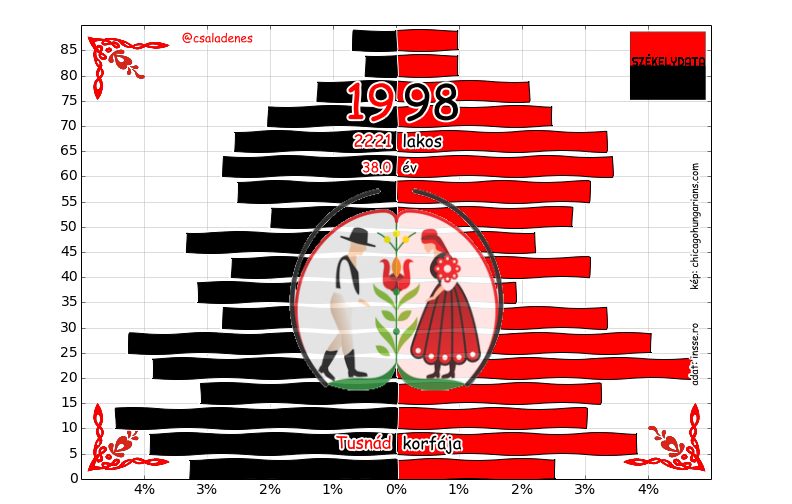 @csaladenes
SZÉKELYDATA
1998
2221 lakos
38.0 év
85
80
75
70
65
60
55
50
45
40
35
30
25
20
15
10
5
0
kép: chicagohungarians.com
adat: insse.ro
Tusnád korfája
4% 3% 2% 1% 0% 1% 2% 3% 4%